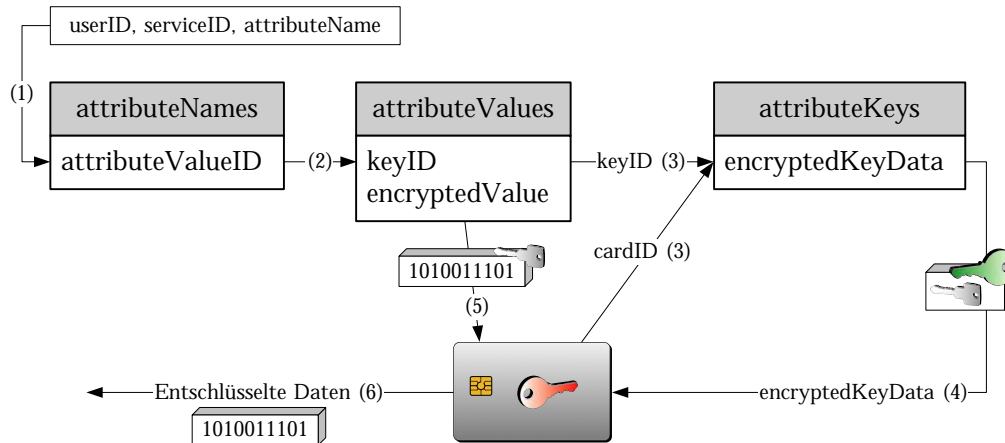 userID, serviceID, attributeName
(1)
attributeNames
attributeValueID
(2)
attributeValues
keyID
encryptedValue
keyID (3)
attributeKeys
encryptedKeyData
cardID (3)
1010011101
(5)
encryptedKeyData (4)
Entschlüsselte Daten (6)
1010011101